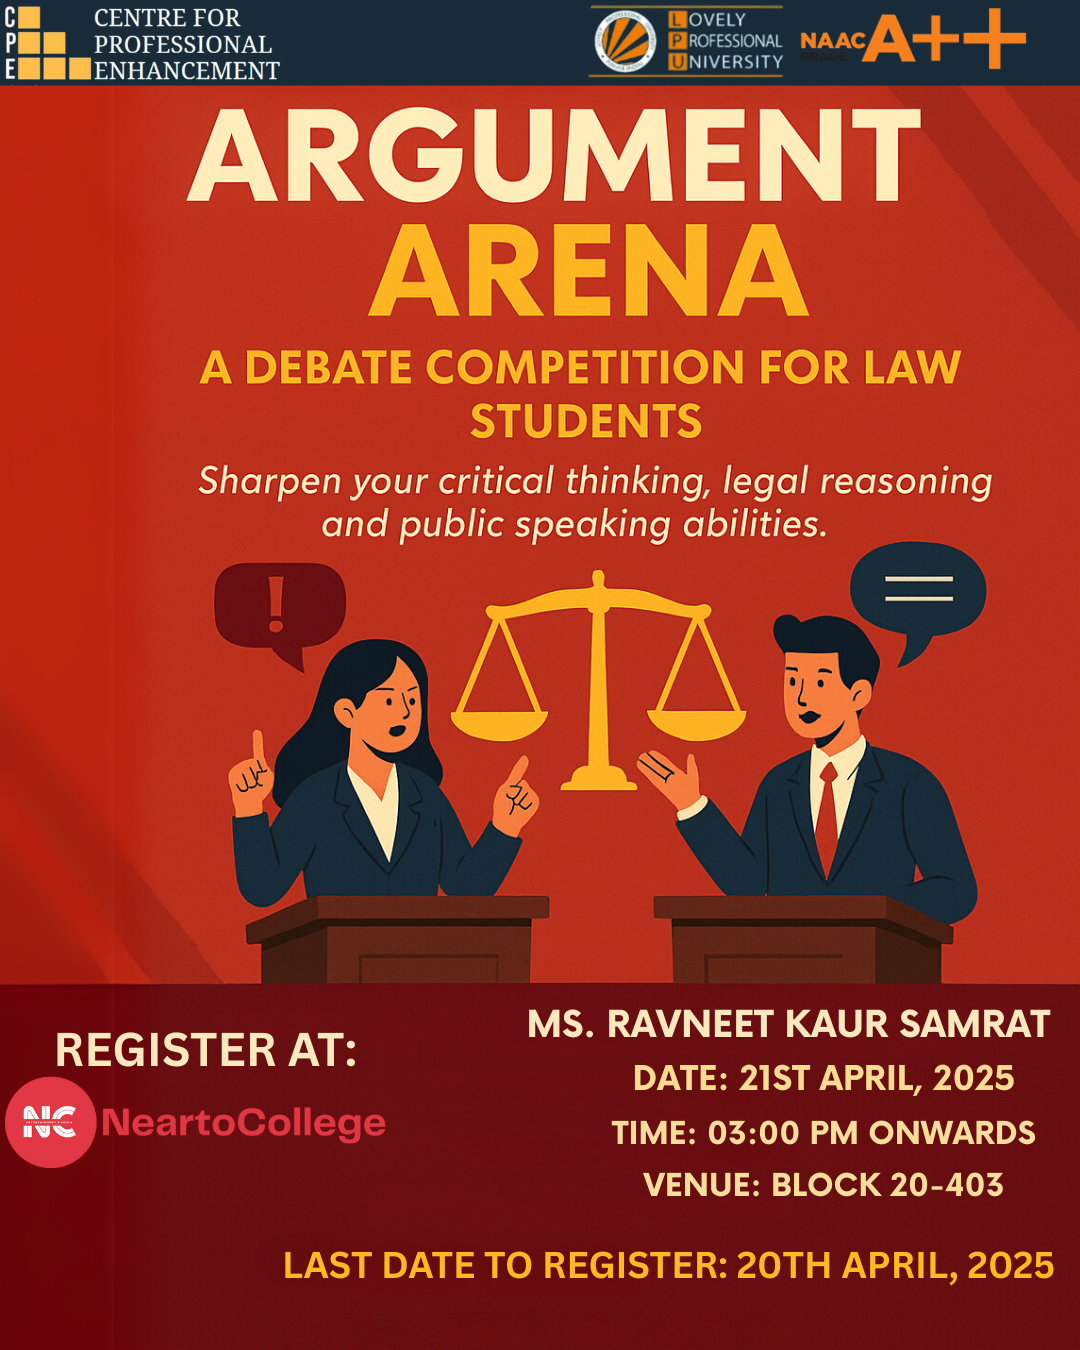 CPE
CENTRE FOR
PROFESSIONAL
ENHANCEMENT
LOVELY
PROFESSIONAL
UNIVERSITY
NAAC A++
GRADE
ARGUMENT
ARENA
A DEBATE COMPETITION FOR LAW
STUDENTS
Sharpen your critical thinking, legal reasoning
and public speaking abilities.
!
REGISTER AT:
NC
NeartoCollege
MS. RAVNEET KAUR SAMRAT
DATE: 21ST APRIL, 2025
TIME: 03:00 PM ONWARDS
VENUE: BLOCK 20-403
LAST DATE TO REGISTER: 20TH APRIL, 2025